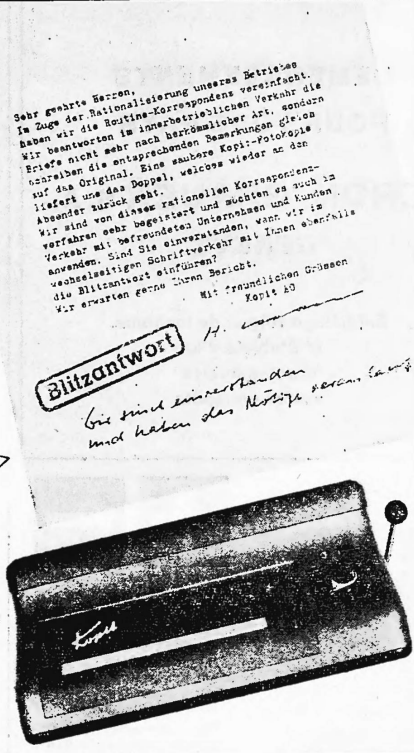 Sehr geehrte Herren,
Im Zuge der Rationalisierung unseres Betriebes
haben wir die Routine-Korrespondenz vereinfacht.
Wir beantworten im innerbetrieblichen Verkehr die
Briefe nicht mehr nach herkömmlicher Art, sondern
schreiben die entsprechenden Bemerkungen gleich
auf das Original. Eine saubere Kopi-Fotokopie
liefert uns das Doppel, welches wieder an den
Absender zurück geht.
Wir sind von diesem rationellen Korrespondenz-
verfahren sehr begeistert und möchten es auch im
Verkehr mit befreundeten Unternehmen und Kunden
anwenden. Sind Sie einverstanden, wenn wir im
wechselseitigen Schriftverkehr mit Ihnen ebenfalls
die Blitzantwort einführen?
Wir erwarten gerne Ihren Bericht.
Mit freundlichen Grüssen
Kopit AG
Blitzantwort
Wir sind einverstanden
und haben das Nötige veranlasst